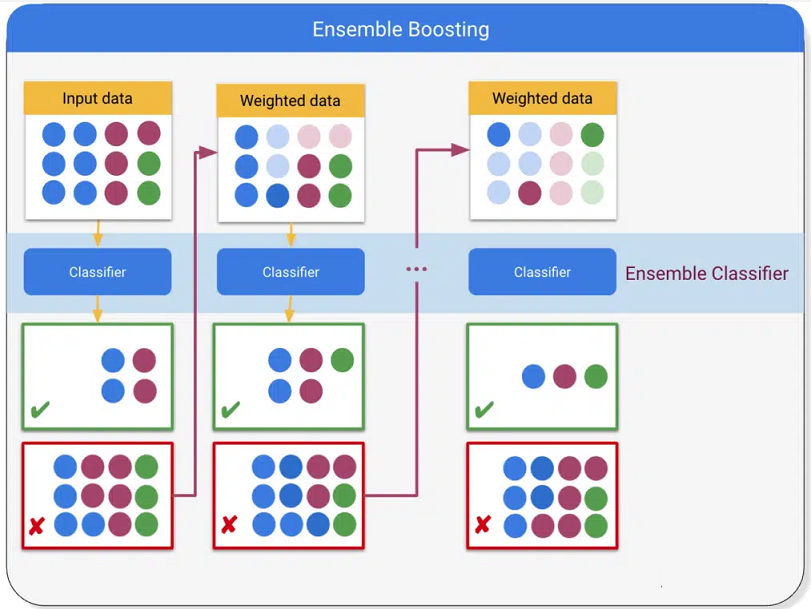 Ensemble Boosting
Input data
Weighted data
Weighted data
Classifier
Classifier
...
Classifier
Ensemble Classifier